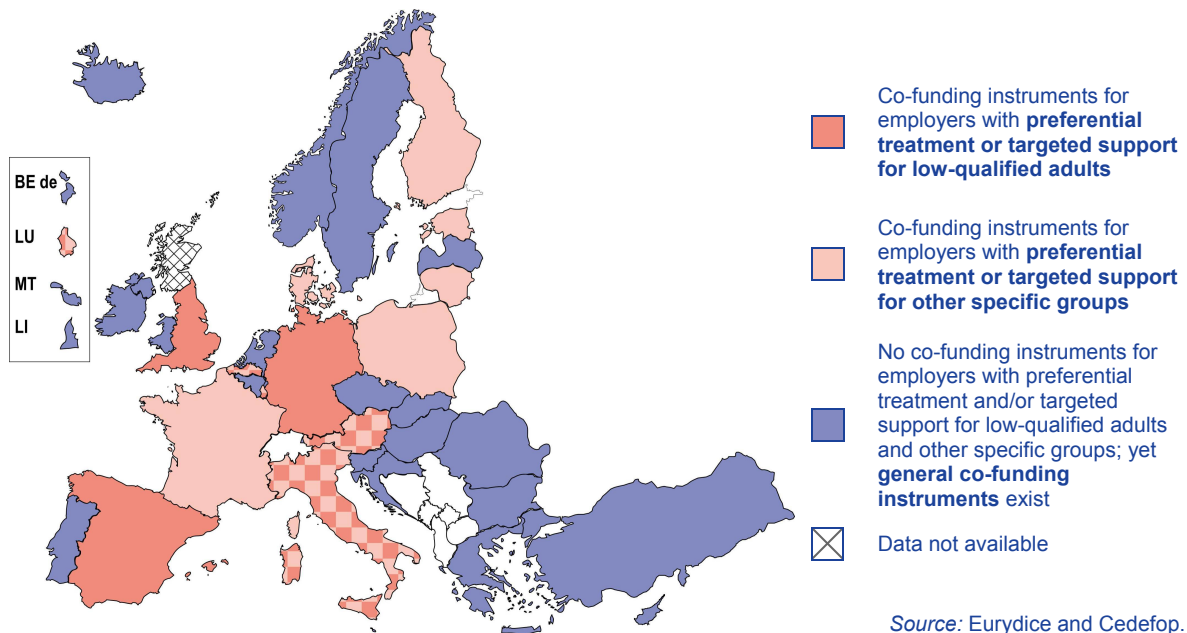 BE de
LU
MT
LI
Co-funding instruments for
employers with preferential
treatment or targeted support
for low-qualified adults
Co-funding instruments for
employers with preferential
treatment or targeted support
for other specific groups
No co-funding instruments for
employers with preferential
treatment and/or targeted
support for low-qualified adults
and other specific groups; yet
general co-funding
instruments exist
Data not available
Source: Eurydice and Cedefop.